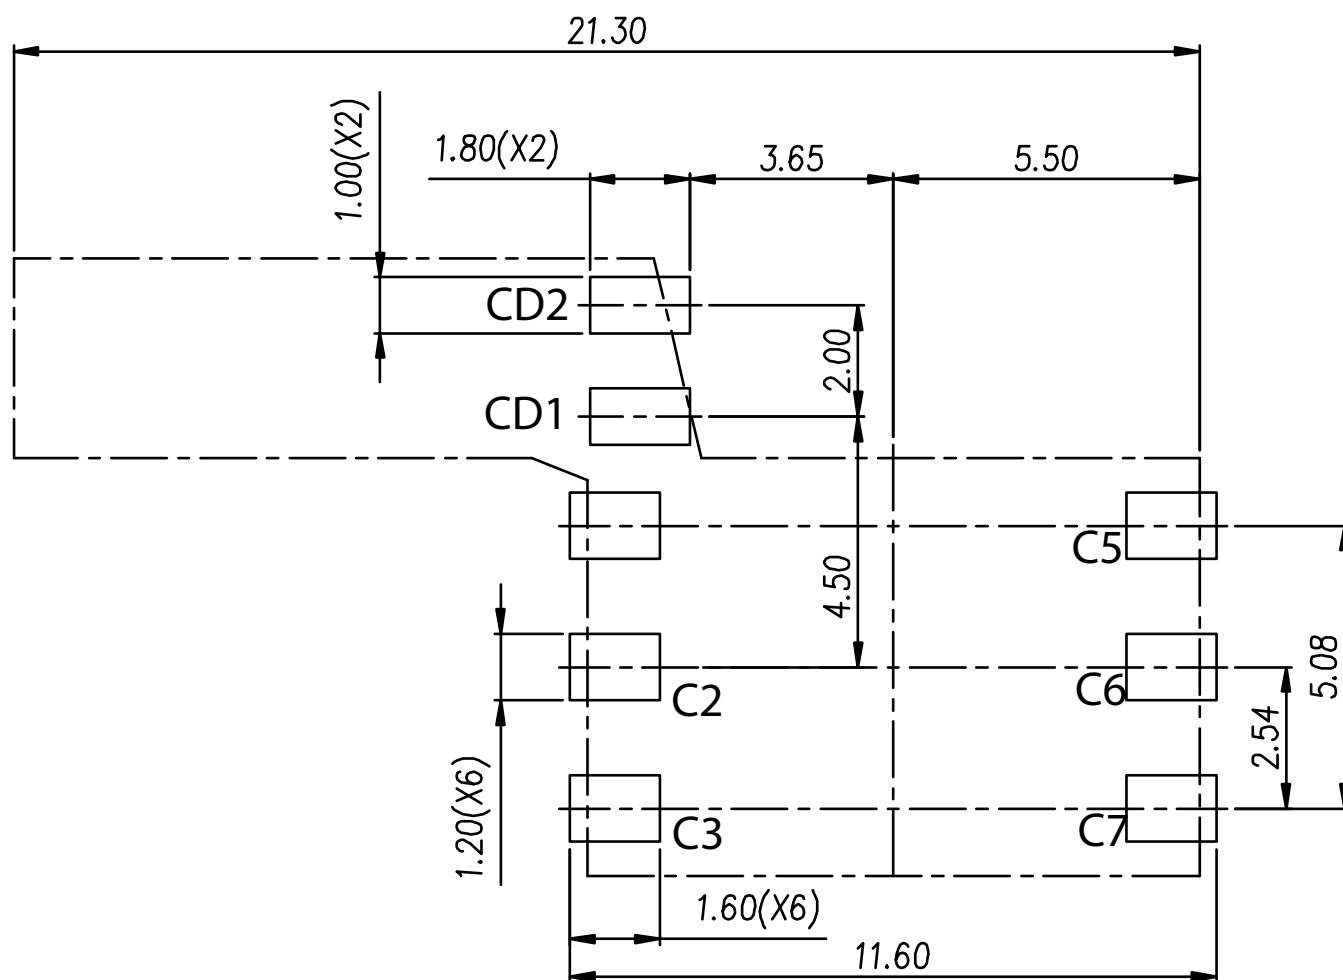 21.30
1.00(X2)
1.80(X2)
3.65
5.50
CD2
2.00
CD1
C5
4.50
5.08
C2
C6
2.54
1.20(X6)
C3
C7
1.60(X6)
11.60